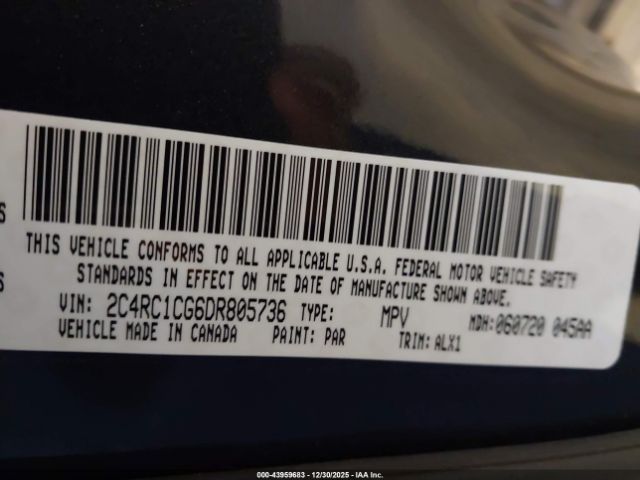 S
THIS VEHICLE CONFORMS TO ALL APPLICABLE U.S.A. FEDERAL MOTOR VEHICLE SAFETY
S
STANDARDS IN EFFECT ON THE DATE OF MANUFACTURE SHOWN ABOVE.
VIN: 2C4RC1CG6DR805736 TYPE: MPV MDH: 060720 045AA
VEHICLE MADE IN CANADA PAINT: PAR TRIM: ALX1
000-43959683 - 12/30/2025 - IAA Inc.